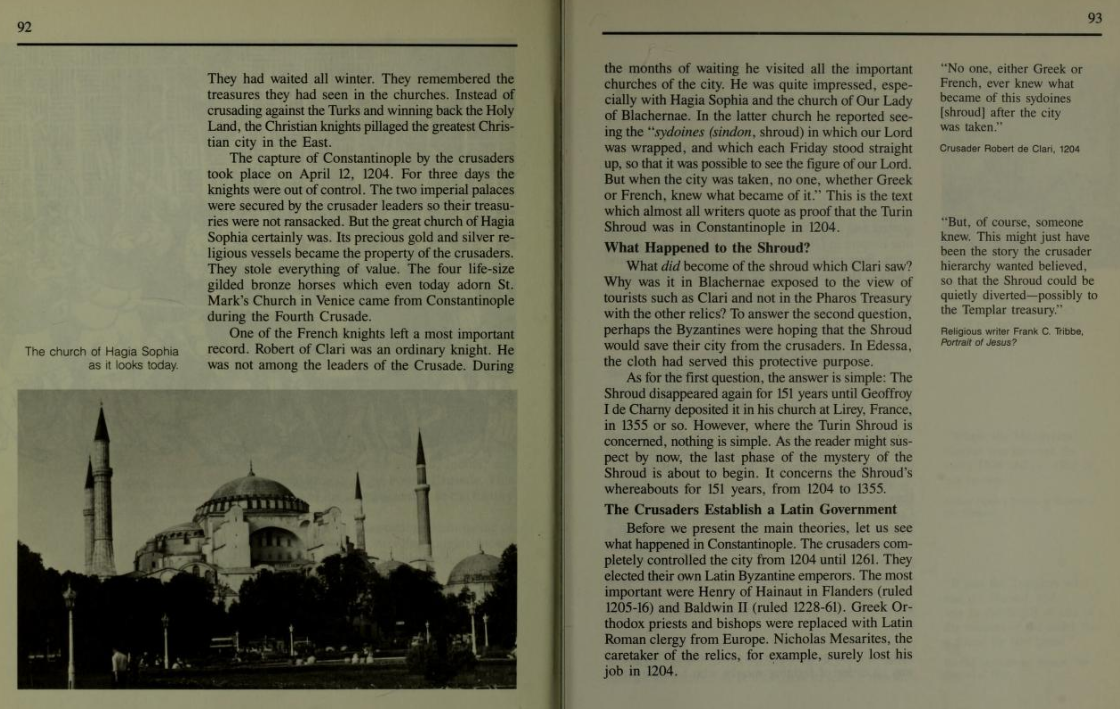 92
They had waited all winter. They remembered the
treasures they had seen in the churches. Instead of
crusading against the Turks and winning back the Holy
Land, the Christian knights pillaged the greatest Chris-
tian city in the East.
The capture of Constantinople by the crusaders
took place on April 12, 1204. For three days the
knights were out of control. The two imperial palaces
were secured by the crusader leaders so their treasu-
ries were not ransacked. But the great church of Hagia
Sophia certainly was. Its precious gold and silver re-
ligious vessels became the property of the crusaders.
They stole everything of value. The four life-size
gilded bronze horses which even today adorn St.
Mark's Church in Venice came from Constantinople
during the Fourth Crusade.
One of the French knights left a most important
record. Robert of Clari was an ordinary knight. He
was not among the leaders of the Crusade. During
The church of Hagia Sophia
as it looks today.
93
the months of waiting he visited all the important
churches of the city. He was quite impressed, espe-
cially with Hagia Sophia and the church of Our Lady
of Blachernae. In the latter church he reported see-
ing the "sydoines (sindon, shroud) in which our Lord
was wrapped, and which each Friday stood straight
up, so that it was possible to see the figure of our Lord.
But when the city was taken, no one, whether Greek
or French, knew what became of it." This is the text
which almost all writers quote as proof that the Turin
Shroud was in Constantinople in 1204.
What Happened to the Shroud?
What did become of the shroud which Clari saw?
Why was it in Blachernae exposed to the view of
tourists such as Clari and not in the Pharos Treasury
with the other relics? To answer the second question,
perhaps the Byzantines were hoping that the Shroud
would save their city from the crusaders. In Edessa,
the cloth had served this protective purpose.
As for the first question, the answer is simple: The
Shroud disappeared again for 151 years until Geoffroy
I de Charny deposited it in his church at Lirey, France,
in 1355 or so. However, where the Turin Shroud is
concerned, nothing is simple. As the reader might sus-
pect by now, the last phase of the mystery of the
Shroud is about to begin. It concerns the Shroud's
whereabouts for 151 years, from 1204 to 1355.
The Crusaders Establish a Latin Government
Before we present the main theories, let us see
what happened in Constantinople. The crusaders com-
pletely controlled the city from 1204 until 1261. They
elected their own Latin Byzantine emperors. The most
important were Henry of Hainaut in Flanders (ruled
1205-16) and Baldwin II (ruled 1228-61). Greek Or-
thodox priests and bishops were replaced with Latin
Roman clergy from Europe. Nicholas Mesarites, the
caretaker of the relics, for example, surely lost his
job in 1204.
"No one, either Greek or
French, ever knew what
became of this sydoines
[shroud] after the city
was taken."
Crusader Robert de Clari, 1204
"But, of course, someone
knew. This might just have
been the story the crusader
hierarchy wanted believed,
so that the Shroud could be
quietly diverted—possibly to
the Templar treasury."
Religious writer Frank C. Tribbe,
Portrait of Jesus?